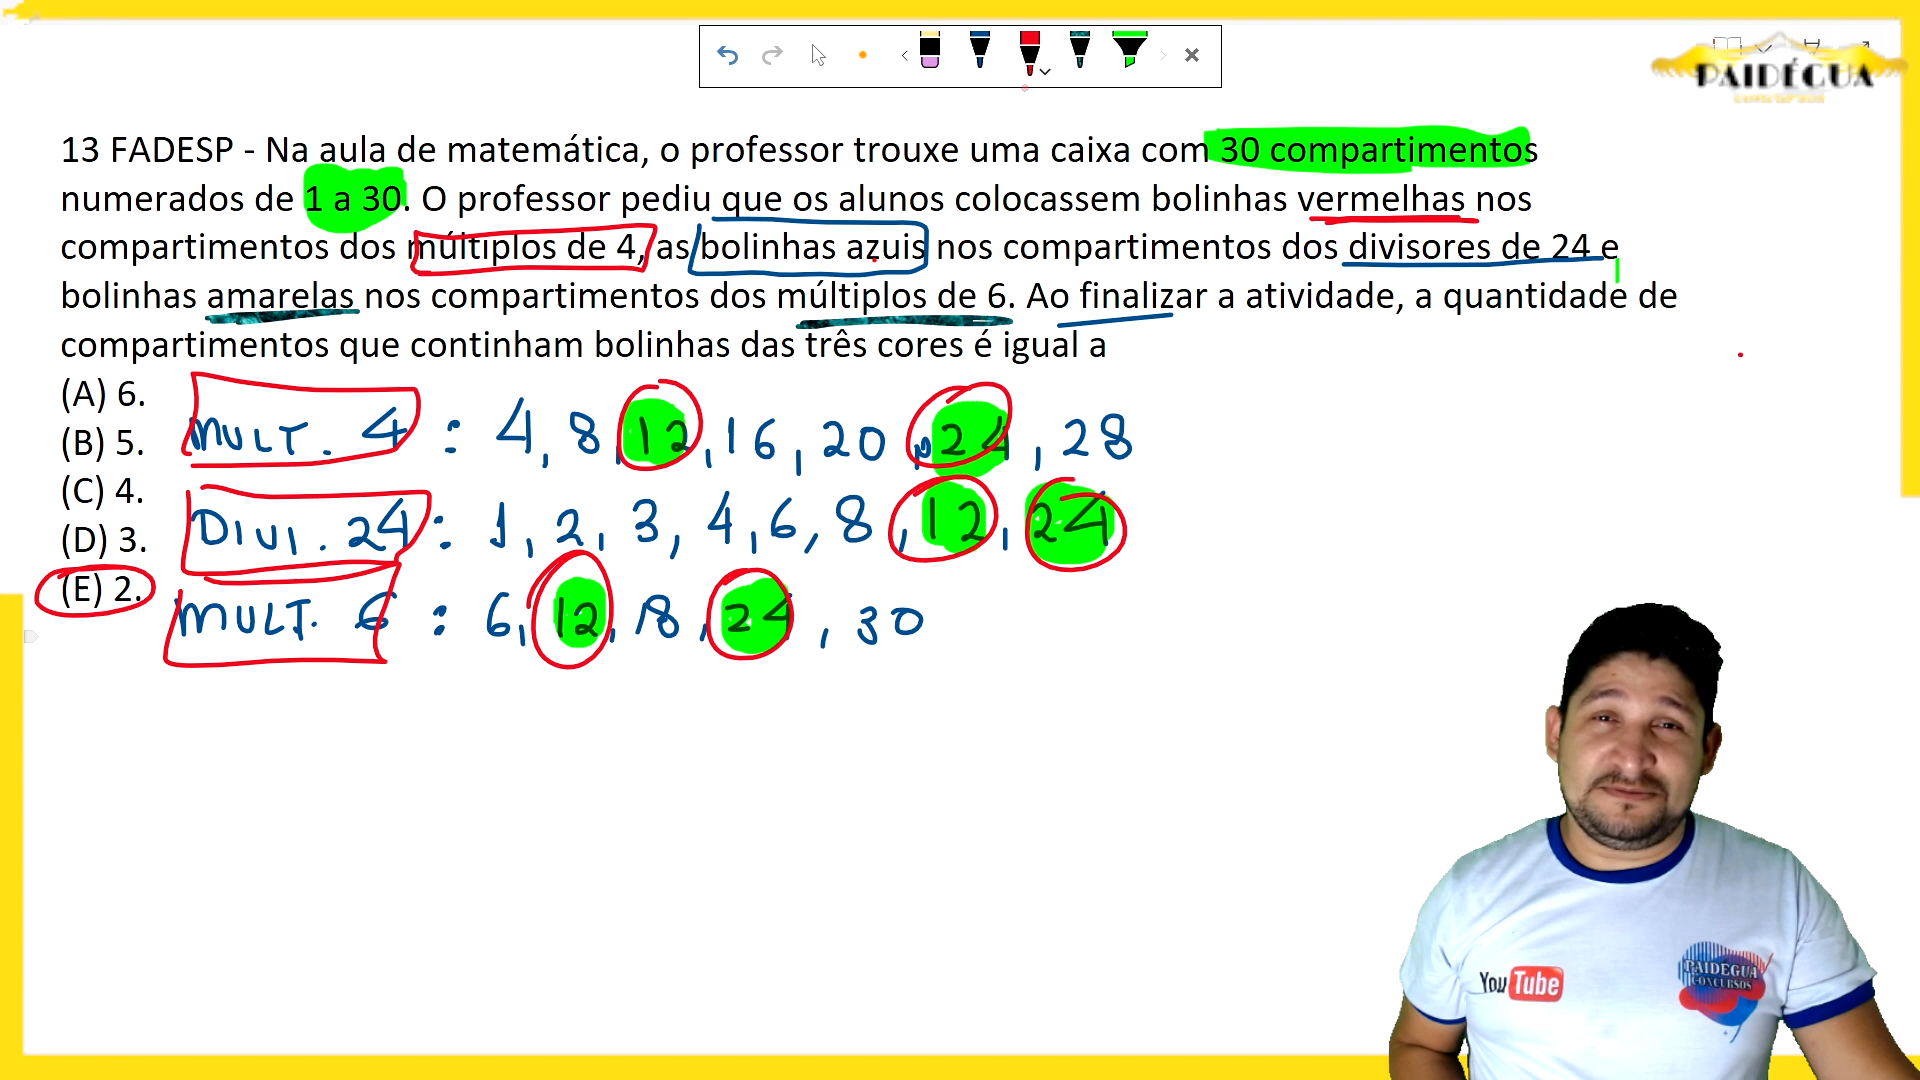 PAIDÉGUA
13 FADESP - Na aula de matemática, o professor trouxe uma caixa com 30 compartimentos
numerados de 1 a 30. O professor pediu que os alunos colocassem bolinhas vermelhas nos
compartimentos dos múltiplos de 4, as bolinhas azuis nos compartimentos dos divisores de 24 e
bolinhas amarelas nos compartimentos dos múltiplos de 6. Ao finalizar a atividade, a quantidade de
compartimentos que continham bolinhas das três cores é igual a
(A) 6.
MULT. 4 : 4, 8, 12, 16, 20, 24, 28
(B) 5.
(C) 4.
DIVI. 24 : 1, 2, 3, 4, 6, 8, 12, 24
(D) 3.
(E) 2.
MULT. 6 : 6, 12, 18, 24, 30
YouTube
PAIDEGUA
CONCURSOS